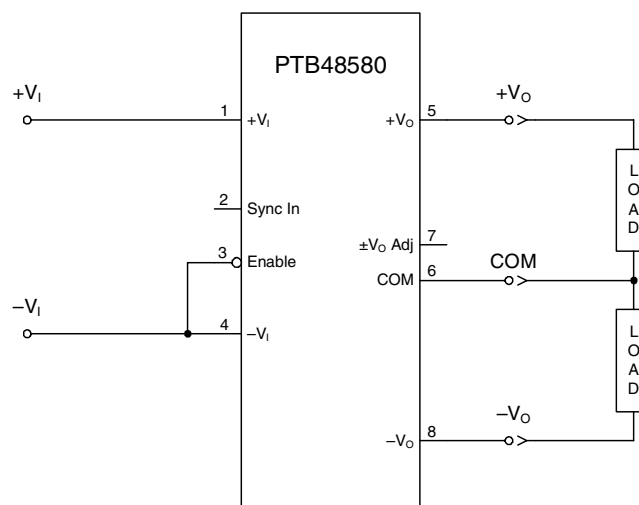 PTB48580
+VI
1
+VI
2
Sync In
3
Enable
−VI
4
−VI
5
+VO
+VO
LOAD
7
±VO Adj
6
COM
COM
LOAD
8
−VO
−VO